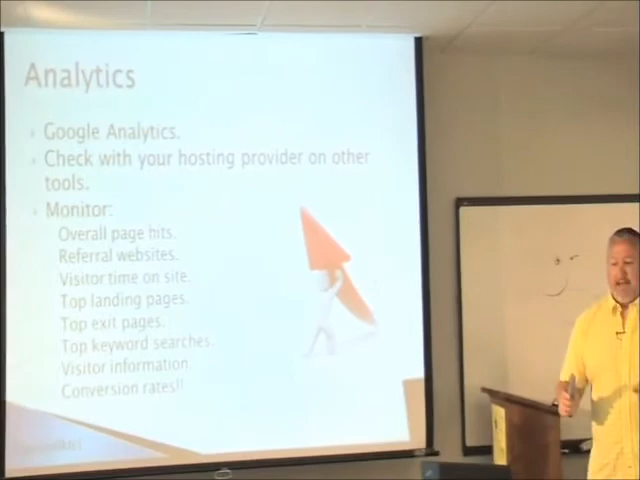 Analytics
Google Analytics.
Check with your hosting provider on other
tools.
Monitor:
Overall page hits.
Referral websites.
Visitor time on site.
Top landing pages.
Top exit pages.
Top keyword searches.
Visitor information.
Conversion rates!!